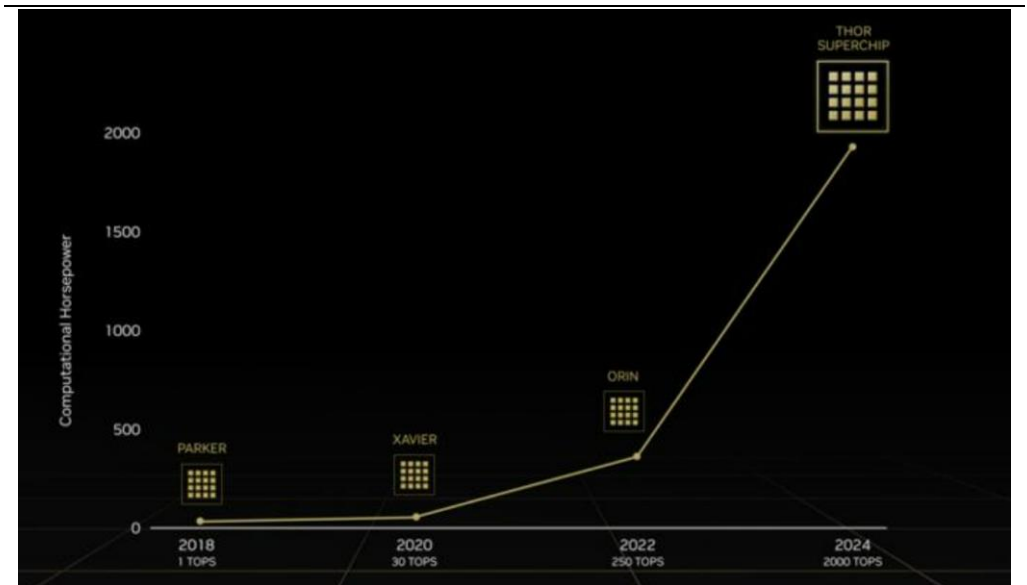 THOR
SUPERCHIP
2000
1500
1000
500
0
Computational Horsepower
ORIN
XAVIER
PARKER
2018
1 TOPS
2020
30 TOPS
2022
250 TOPS
2024
2000 TOPS